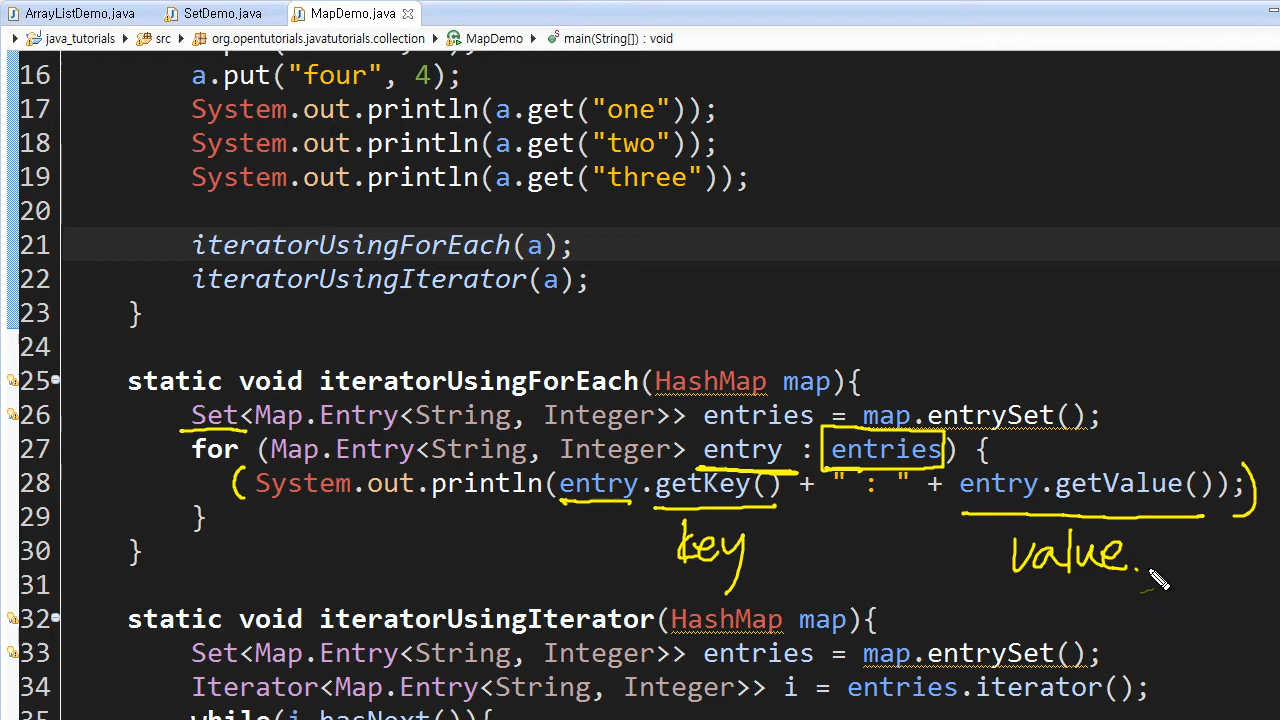 ArrayListDemo.java SetDemo.java MapDemo.java
java_tutorials src org.opentutorials.javatutorials.collection MapDemo main(String[]) : void
16 a.put("four", 4);
17 System.out.println(a.get("one"));
18 System.out.println(a.get("two"));
19 System.out.println(a.get("three"));
20
21 iteratorUsingForEach(a);
22 iteratorUsingIterator(a);
23 }
24
25 static void iteratorUsingForEach(HashMap map){
26 Set<Map.Entry<String, Integer>> entries = map.entrySet();
27 for (Map.Entry<String, Integer> entry : entries) {
28 System.out.println(entry.getKey() + " : " + entry.getValue());
29 }
key value.
30 }
31
32 static void iteratorUsingIterator(HashMap map){
33 Set<Map.Entry<String, Integer>> entries = map.entrySet();
34 Iterator<Map.Entry<String, Integer>> i = entries.iterator();
35 while(i.hasNext()){